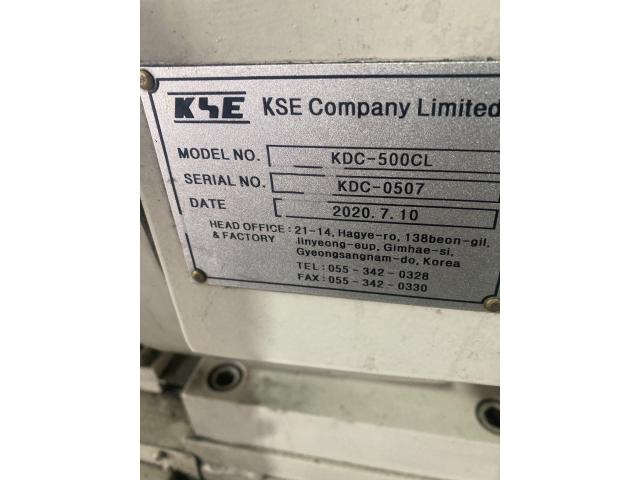 KSE KSE Company Limited
MODEL NO. KDC-500CL
SERIAL NO. KDC-0507
DATE 2020. 7. 10
HEAD OFFICE : 21-14, Hagye-ro, 138beon-gil,
& FACTORY Jinyeong-eup, Gimhae-si,
Gyeongsangnam-do, Korea
TEL : 055 - 342 - 0328
FAX : 055 - 342 - 0330